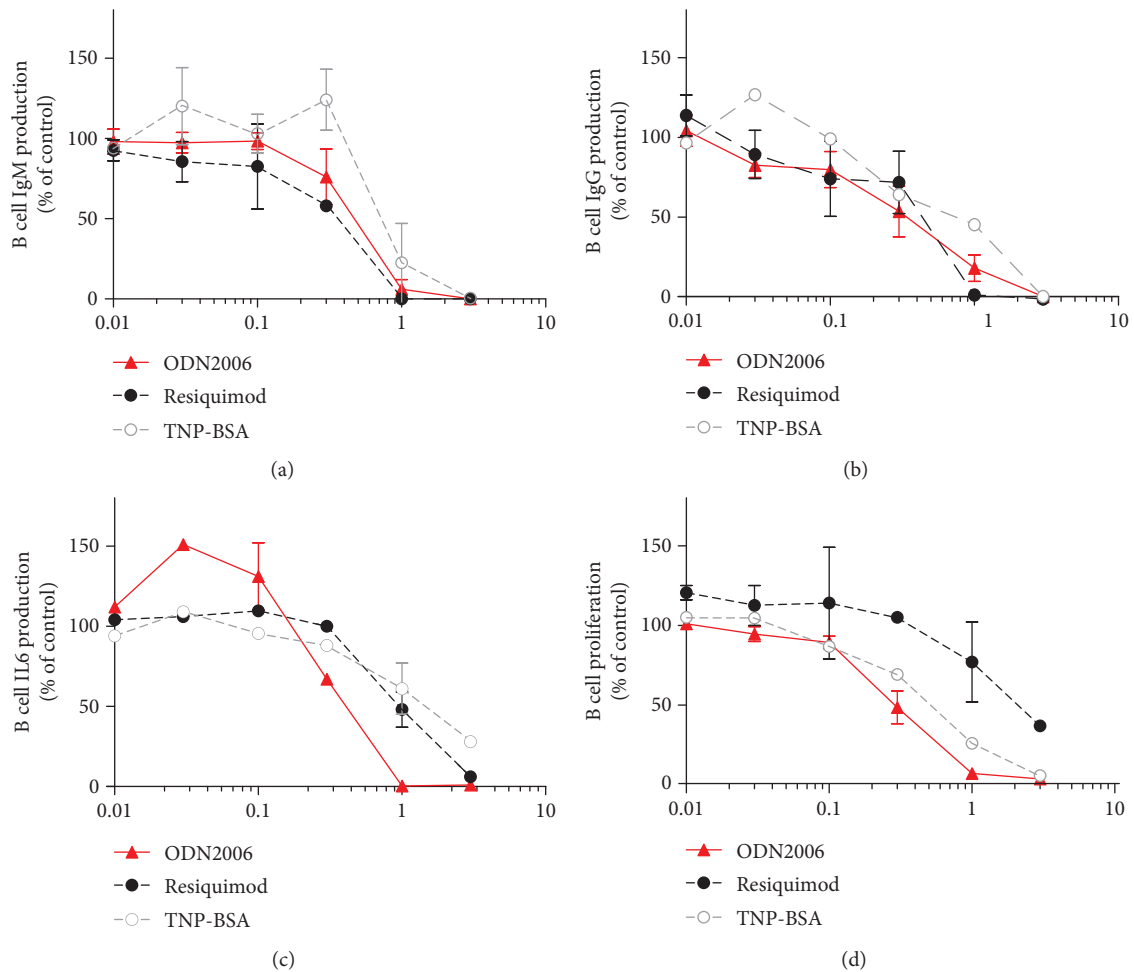 B cell IgM production
(% of control)
150
100
50
0
0.01
0.1
1
10
ODN2006
Resiquimod
TNP-BSA
(a)
B cell IgG production
(% of control)
150
100
50
0
0.01
0.1
1
10
ODN2006
Resiquimod
TNP-BSA
(b)
B cell IL6 production
(% of control)
150
100
50
0
0.01
0.1
1
10
ODN2006
Resiquimod
TNP-BSA
(c)
B cell proliferation
(% of control)
150
100
50
0
0.01
0.1
1
10
ODN2006
Resiquimod
TNP-BSA
(d)